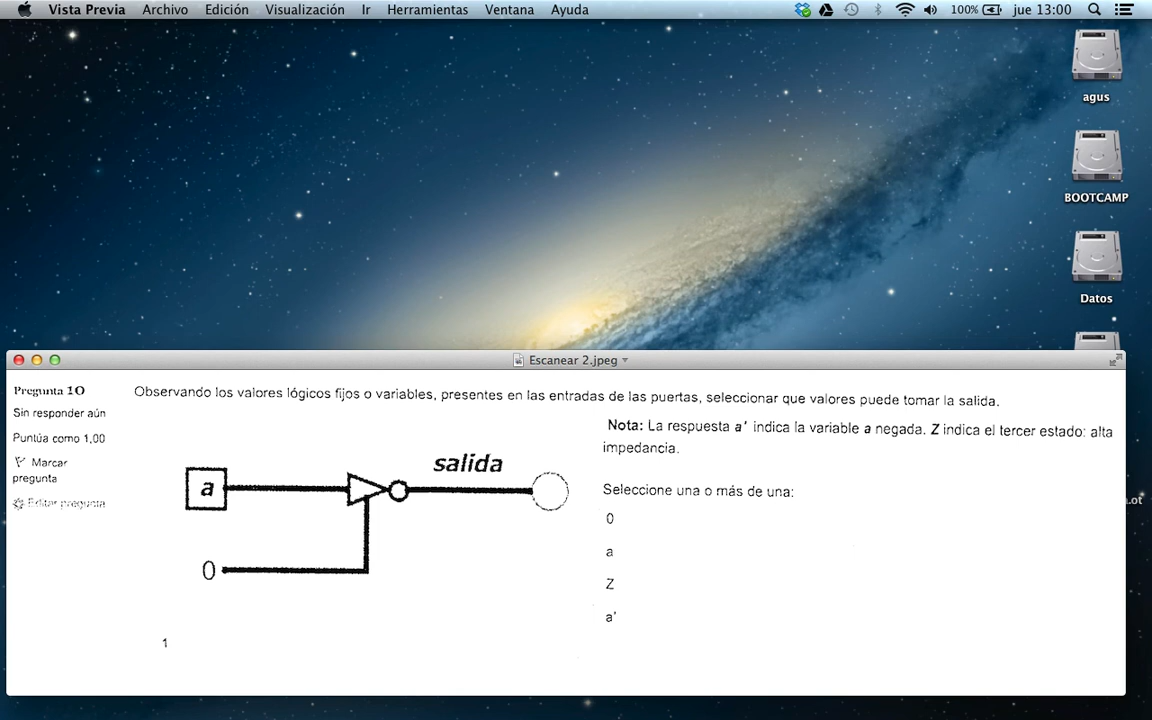 Vista Previa Archivo Edición Visualización Ir Herramientas Ventana Ayuda 100% jue 13:00
agus
BOOTCAMP
Datos
Escanear 2.jpeg
Pregunta 10
Sin responder aún
Puntúa como 1,00
Marcar
pregunta
Editar pregunta
Observando los valores lógicos fijos o variables, presentes en las entradas de las puertas, seleccionar que valores puede tomar la salida.
a
salida
0
1
Nota: La respuesta a' indica la variable a negada. Z indica el tercer estado: alta
impedancia.
Seleccione una o más de una:
0
a
Z
a'